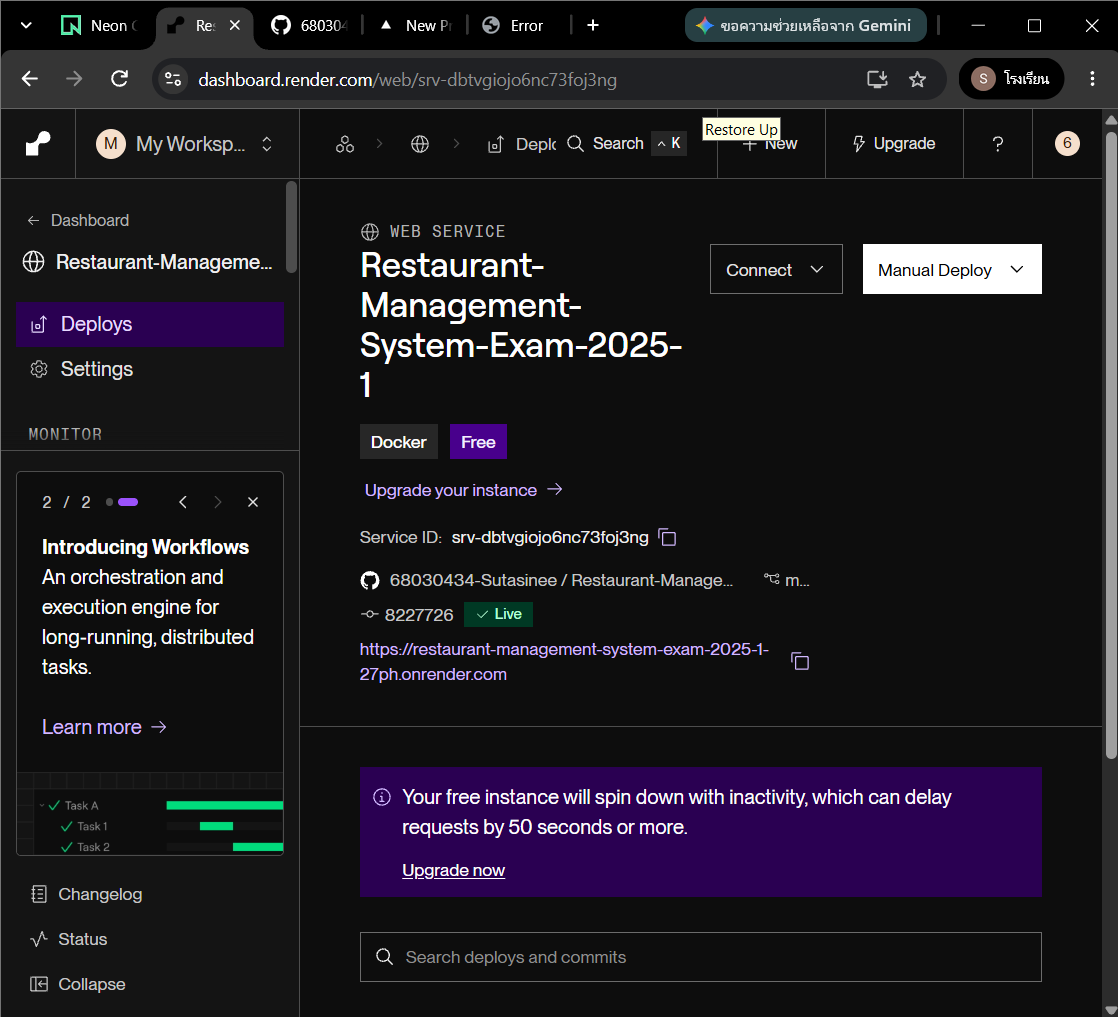 Neon
Res
68030
New P
Error
ขอความช่วยเหลือจาก Gemini
dashboard.render.com/web/srv-dbtvgiojo6nc73foj3ng
S
โรงเรียน
M
My Worksp...
Deplo
Search
K
Restore Up
New
Upgrade
?
6
Dashboard
Restaurant-Manageme...
Deploys
Settings
MONITOR
2 / 2
Introducing Workflows
An orchestration and
execution engine for
long-running, distributed
tasks.
Learn more
Task A
Task 1
Task 2
Changelog
Status
Collapse
WEB SERVICE
Restaurant-
Management-
System-Exam-2025-
1
Connect
Manual Deploy
Docker
Free
Upgrade your instance
Service ID: srv-dbtvgiojo6nc73foj3ng
68030434-Sutasinee / Restaurant-Manage...
m...
8227726
Live
https://restaurant-management-system-exam-2025-1-
27ph.onrender.com
Your free instance will spin down with inactivity, which can delay
requests by 50 seconds or more.
Upgrade now
Search deploys and commits